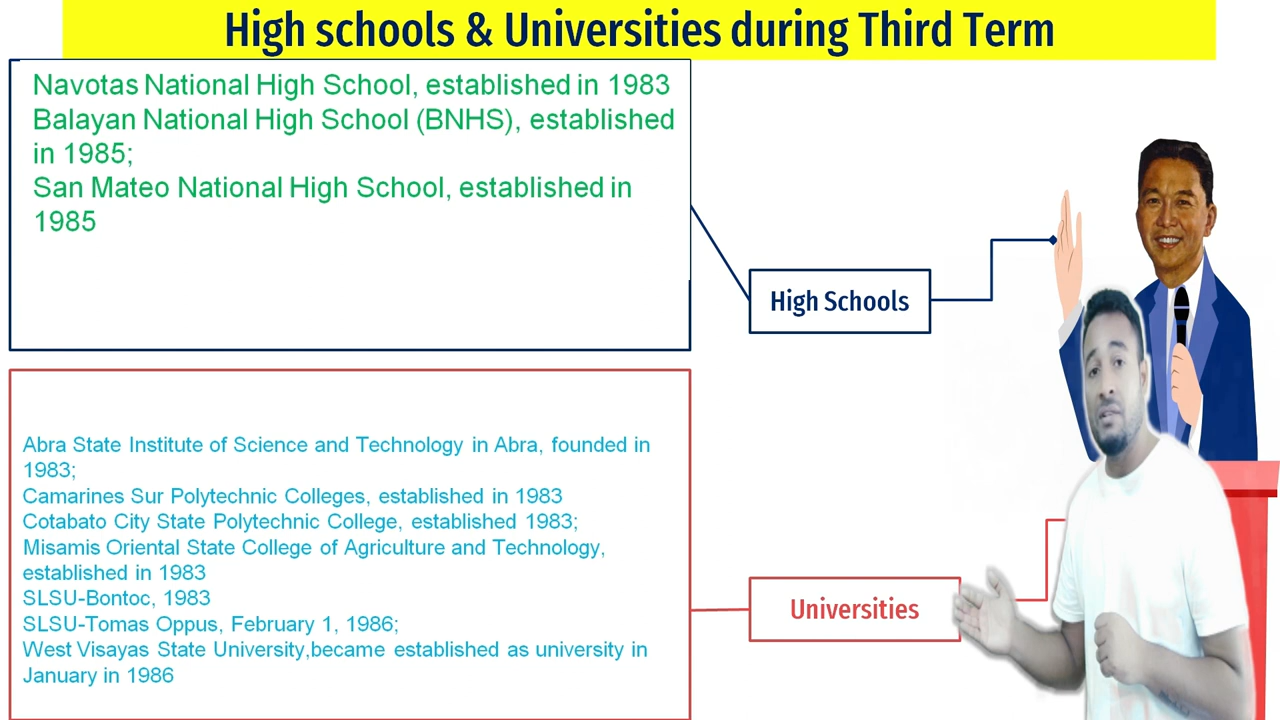 High schools & Universities during Third Term
Navotas National High School, established in 1983
Balayan National High School (BNHS), established
in 1985;
San Mateo National High School, established in
1985
High Schools
Abra State Institute of Science and Technology in Abra, founded in
1983;
Camarines Sur Polytechnic Colleges, established in 1983
Cotabato City State Polytechnic College, established 1983;
Misamis Oriental State College of Agriculture and Technology,
established in 1983
SLSU-Bontoc, 1983
SLSU-Tomas Oppus, February 1, 1986;
West Visayas State University,became established as university in
January in 1986
Universities